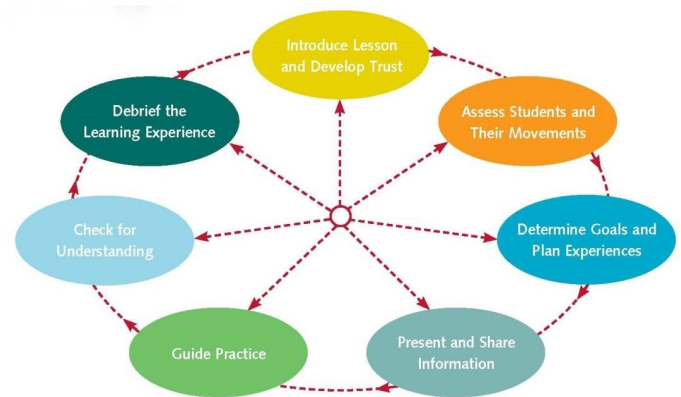 Introduce Lesson
and Develop Trust
Assess Students and
Their Movements
Determine Goals and
Plan Experiences
Present and Share
Information
Guide Practice
Check for
Understanding
Debrief the
Learning Experience